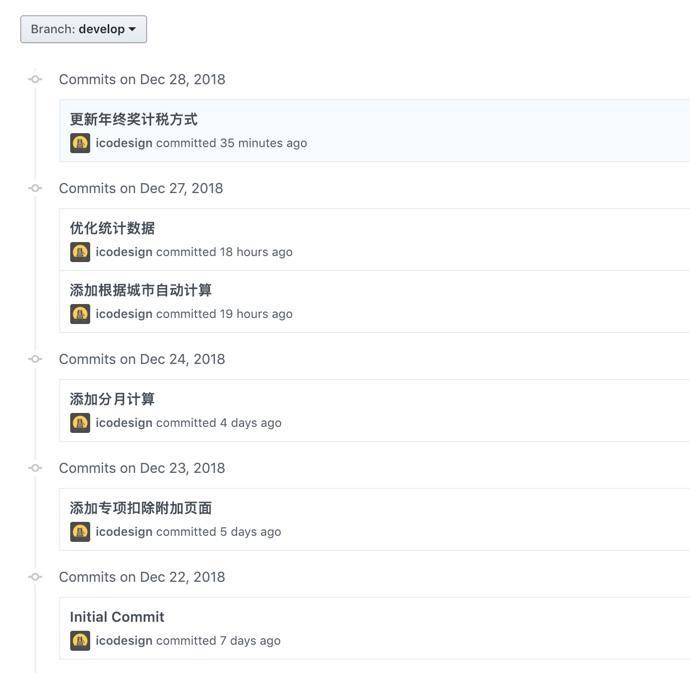 Branch: develop
Commits on Dec 28, 2018
更新年终奖计税方式
icodesign committed 35 minutes ago
Commits on Dec 27, 2018
优化统计数据
icodesign committed 18 hours ago
添加根据城市自动计算
icodesign committed 19 hours ago
Commits on Dec 24, 2018
添加分月计算
icodesign committed 4 days ago
Commits on Dec 23, 2018
添加专项扣除附加页面
icodesign committed 5 days ago
Commits on Dec 22, 2018
Initial Commit
icodesign committed 7 days ago